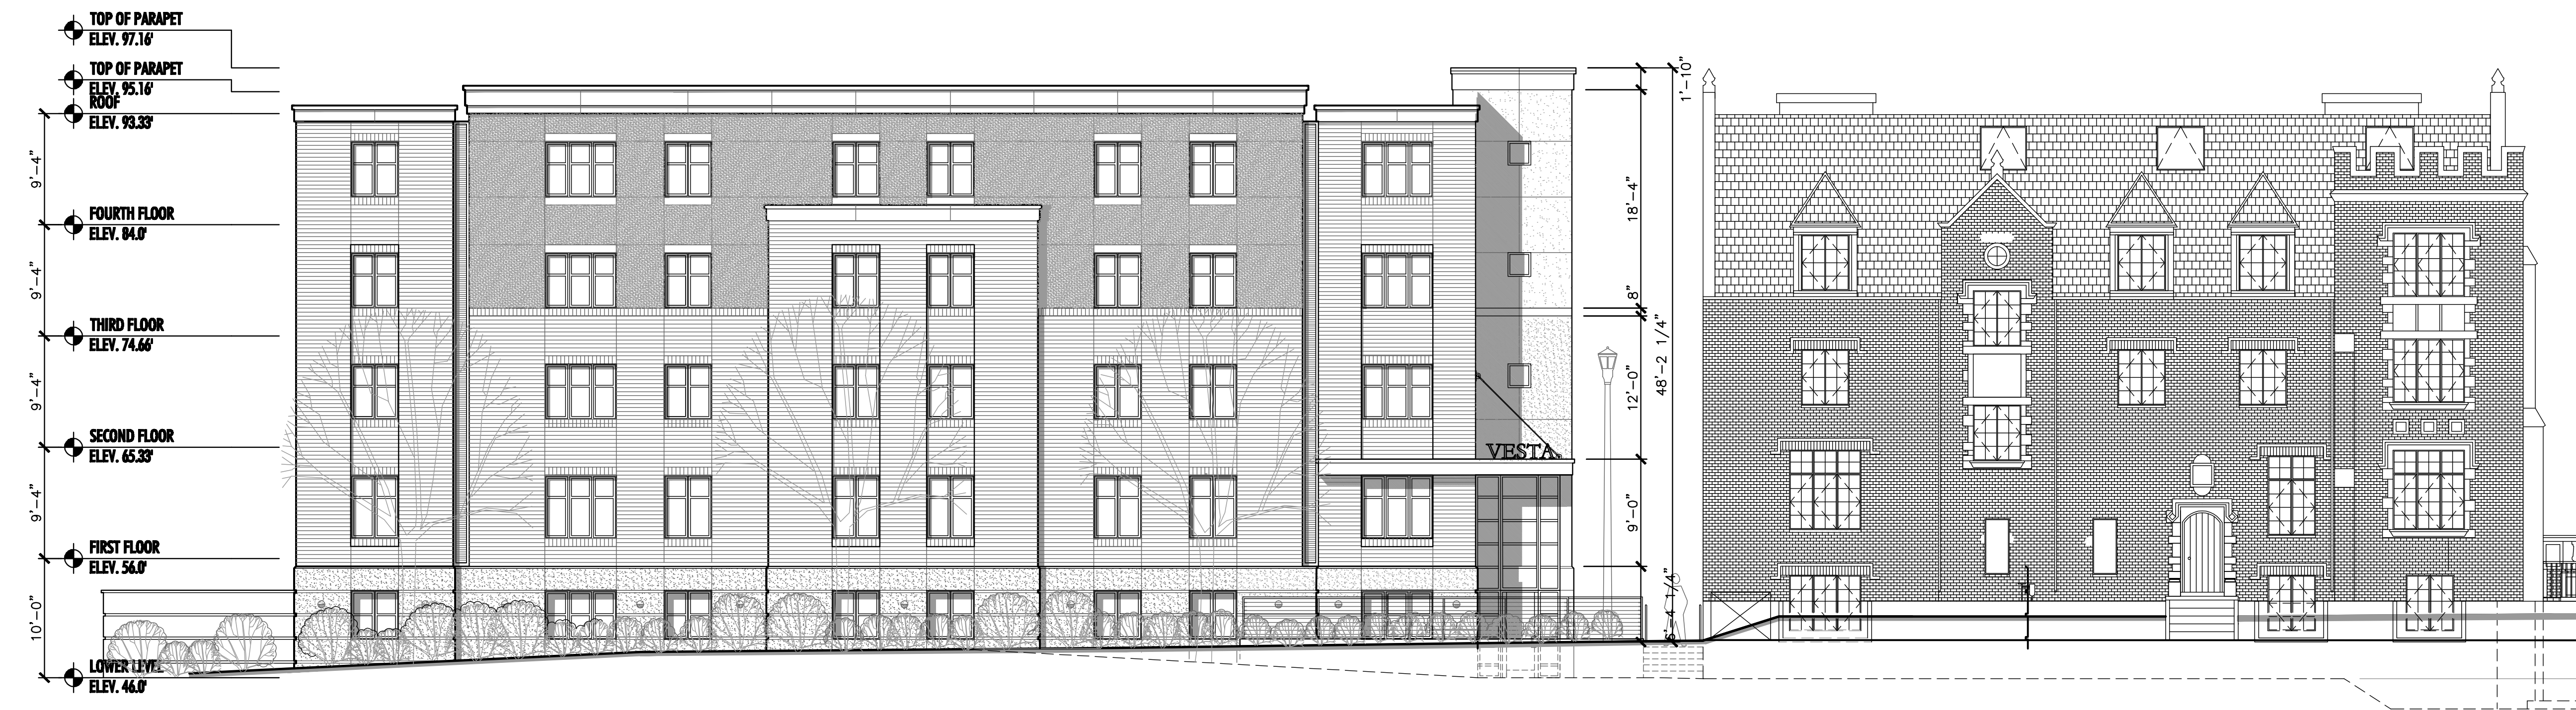 TOP OF PARAPET
ELEV. 97.16'
TOP OF PARAPET
ELEV. 95.16'
ROOF
ELEV. 93.33'
9'-4"
FOURTH FLOOR
ELEV. 84.0'
9'-4"
THIRD FLOOR
ELEV. 74.66'
9'-4"
SECOND FLOOR
ELEV. 65.33'
9'-4"
FIRST FLOOR
ELEV. 56.0'
10'-0"
LOWER LEVEL
ELEV. 46.0'
VESTA
1'-10"
18'-4"
8"
12'-0"
48'-2 1/4"
9'-0"